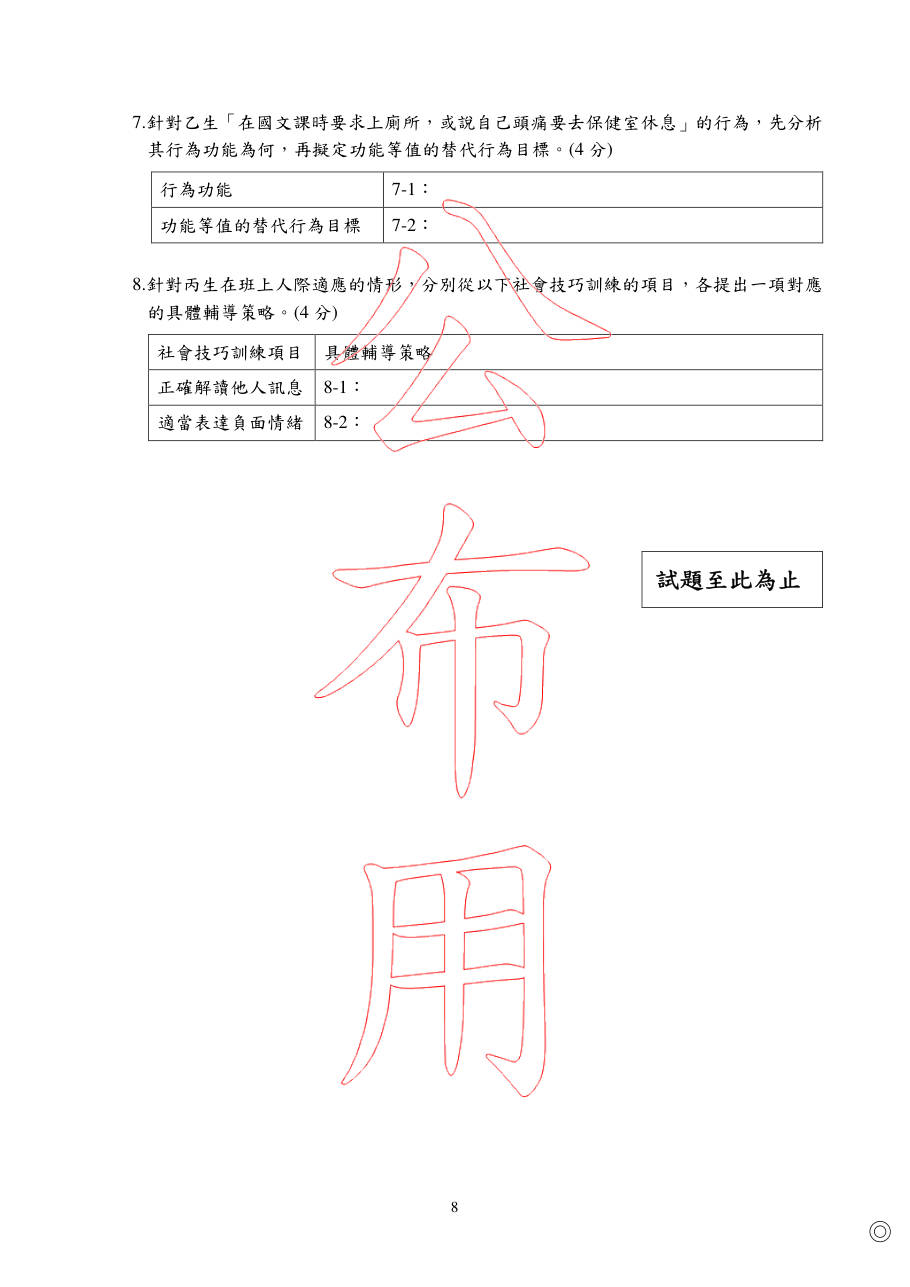 7.針對乙生「在國文課時要求上廁所，或說自己頭痛要去保健室休息」的行為，先分析
其行為功能為何，再擬定功能等值的替代行為目標。(4 分)
行為功能 7-1：
功能等值的替代行為目標 7-2：
8.針對丙生在班上人際適應的情形，分別從以下社會技巧訓練的項目，各提出一項對應
的具體輔導策略。(4 分)
社會技巧訓練項目 具體輔導策略
正確解讀他人訊息 8-1：
適當表達負面情緒 8-2：
試題至此為止
公
布
用
8